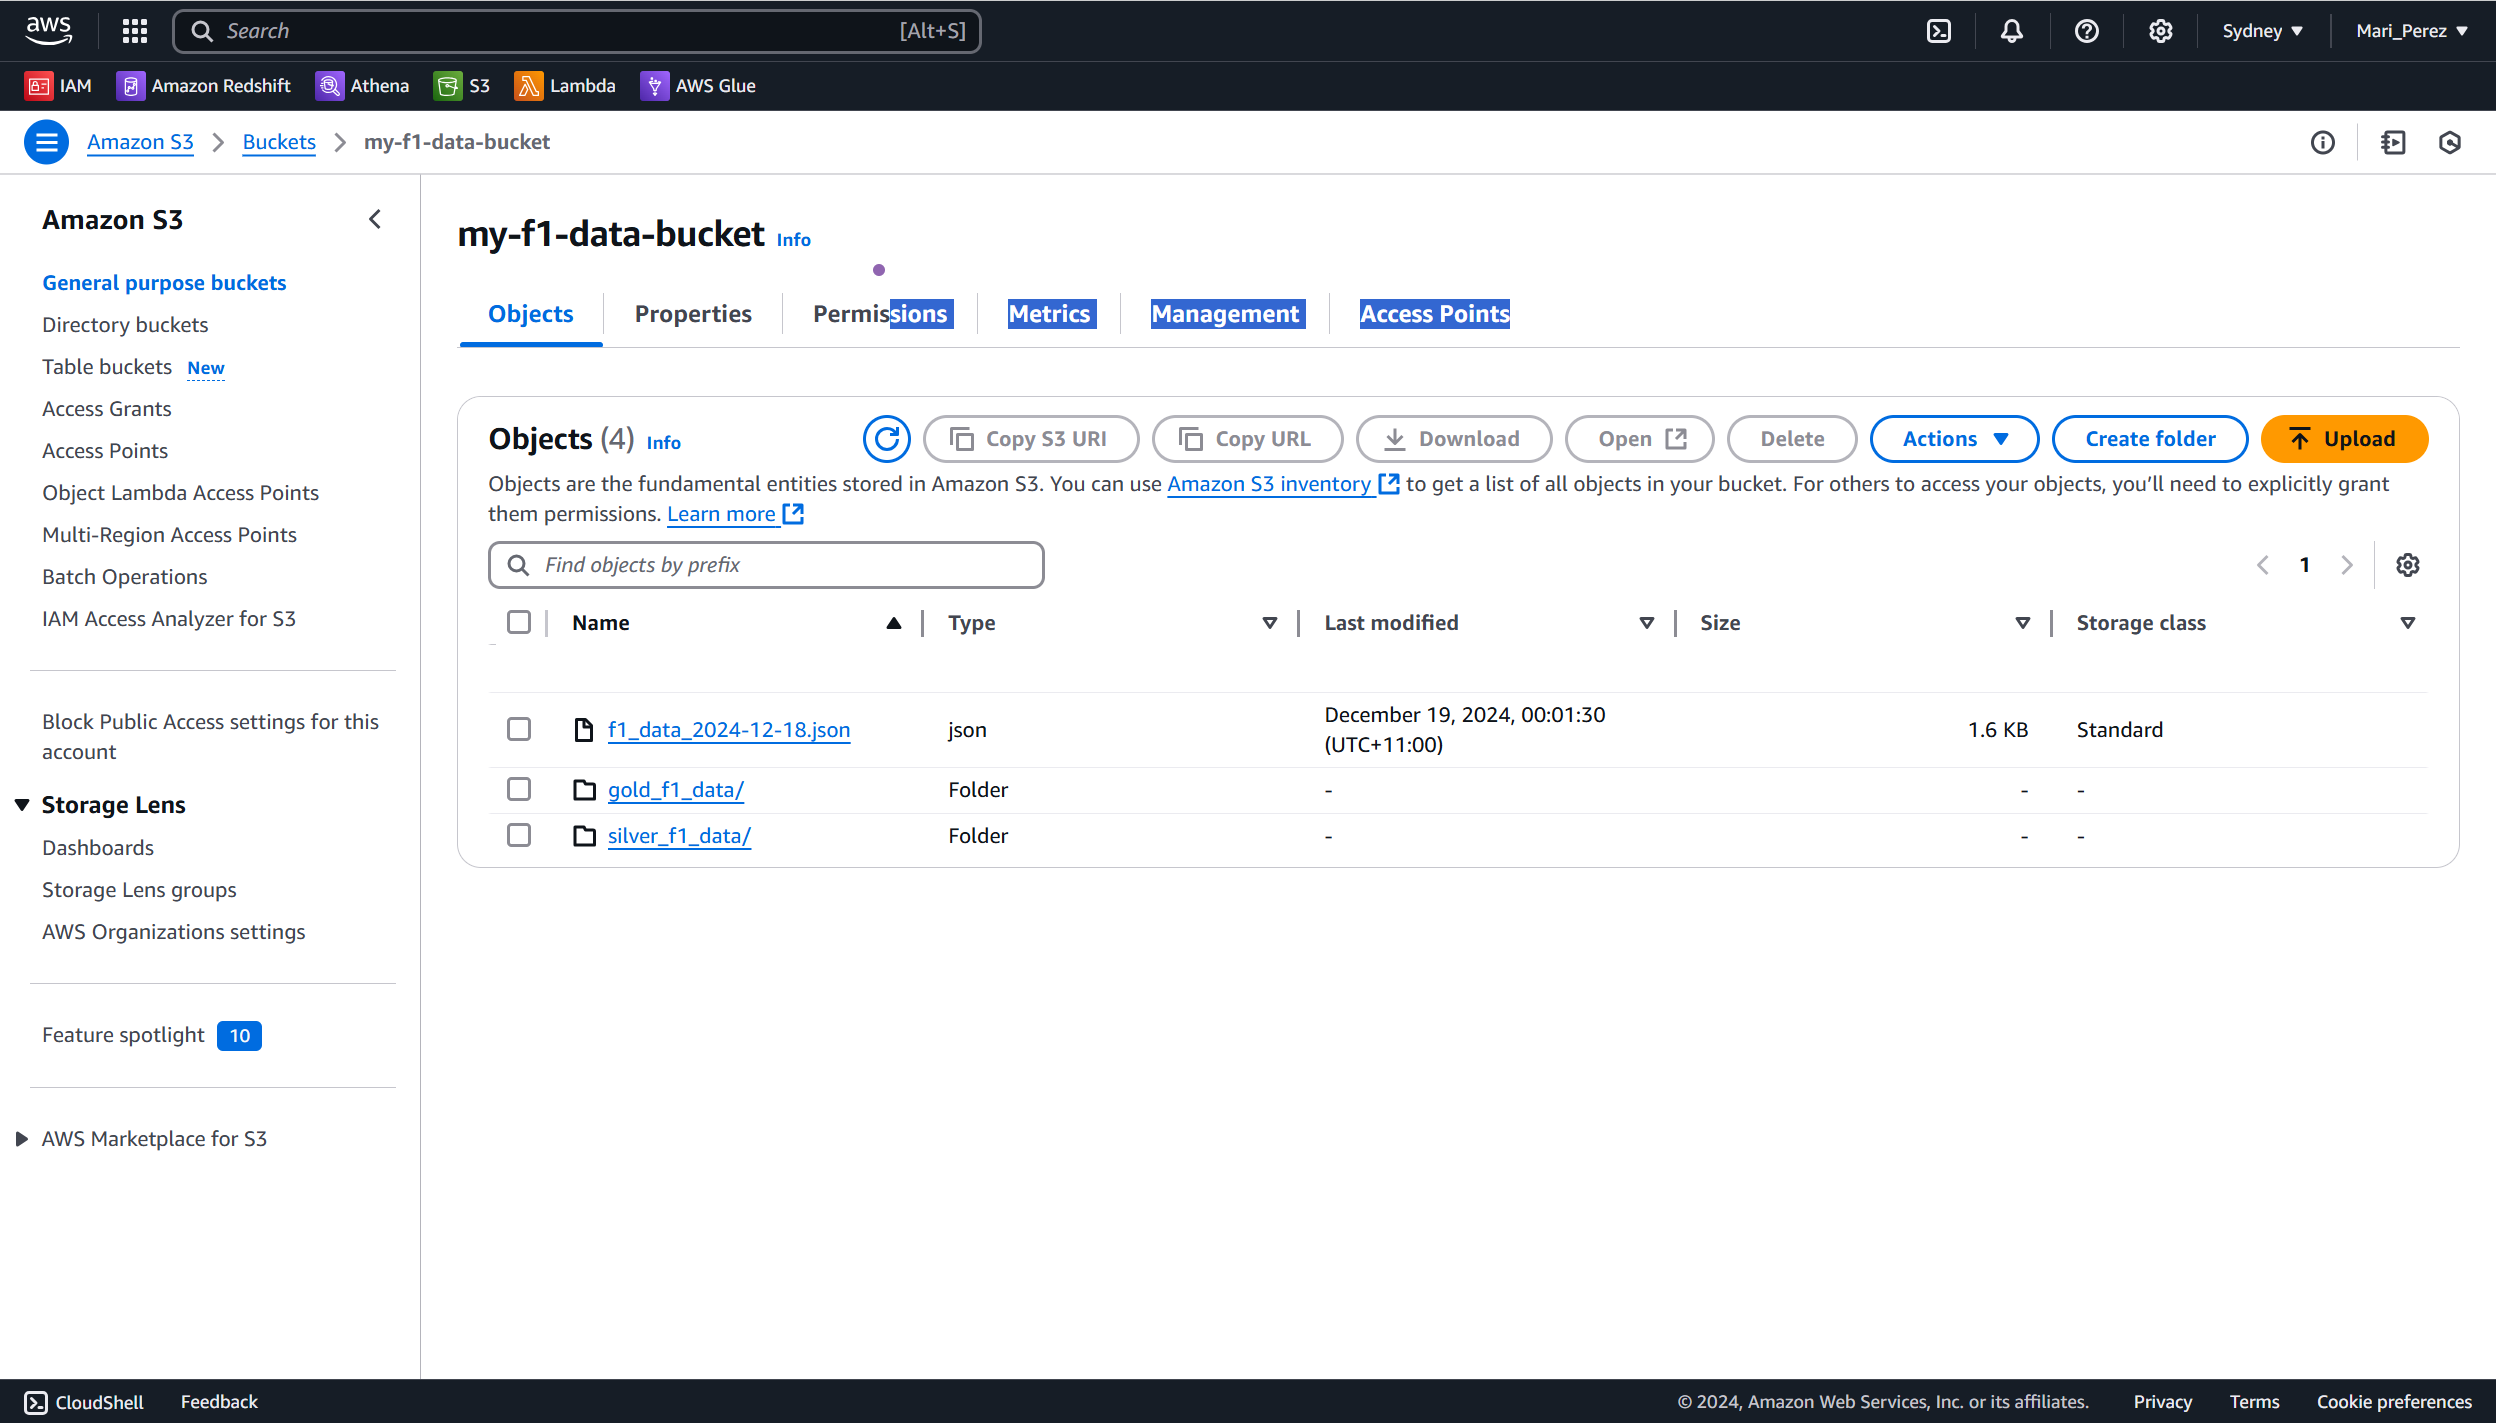 aws
Search [Alt+S]
Sydney
Mari_Perez
IAM
Amazon Redshift
Athena
S3
Lambda
AWS Glue
Amazon S3
Buckets
my-f1-data-bucket
Amazon S3
General purpose buckets
Directory buckets
Table buckets New
Access Grants
Access Points
Object Lambda Access Points
Multi-Region Access Points
Batch Operations
IAM Access Analyzer for S3
Block Public Access settings for this
account
Storage Lens
Dashboards
Storage Lens groups
AWS Organizations settings
Feature spotlight 10
AWS Marketplace for S3
my-f1-data-bucket Info
Objects
Properties
Permissions
Metrics
Management
Access Points
Objects (4) Info
Copy S3 URI
Copy URL
Download
Open
Delete
Actions
Create folder
Upload
Objects are the fundamental entities stored in Amazon S3. You can use Amazon S3 inventory to get a list of all objects in your bucket. For others to access your objects, you’ll need to explicitly grant
them permissions. Learn more
Find objects by prefix
1
Name Type Last modified Size Storage class
f1_data_2024-12-18.json json December 19, 2024, 00:01:30 (UTC+11:00) 1.6 KB Standard
gold_f1_data/ Folder - - -
silver_f1_data/ Folder - - -
CloudShell
Feedback
© 2024, Amazon Web Services, Inc. or its affiliates.
Privacy
Terms
Cookie preferences